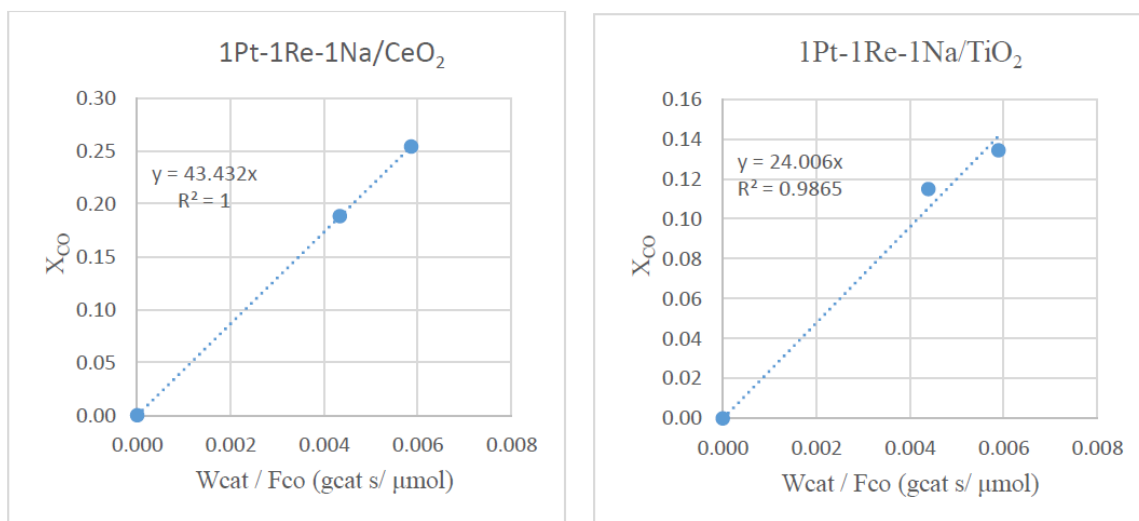 1Pt-1Re-1Na/CeO₂
0.30
0.25
0.20
0.15
0.10
0.05
0.00
y = 43.432x
R² = 1
X_CO
0.000 0.002 0.004 0.006 0.008
Wcat / Fco (gcat s/ μmol)
1Pt-1Re-1Na/TiO₂
0.16
0.14
0.12
0.10
0.08
0.06
0.04
0.02
0.00
y = 24.006x
R² = 0.9865
X_CO
0.000 0.002 0.004 0.006 0.008
Wcat / Fco (gcat s/ μmol)